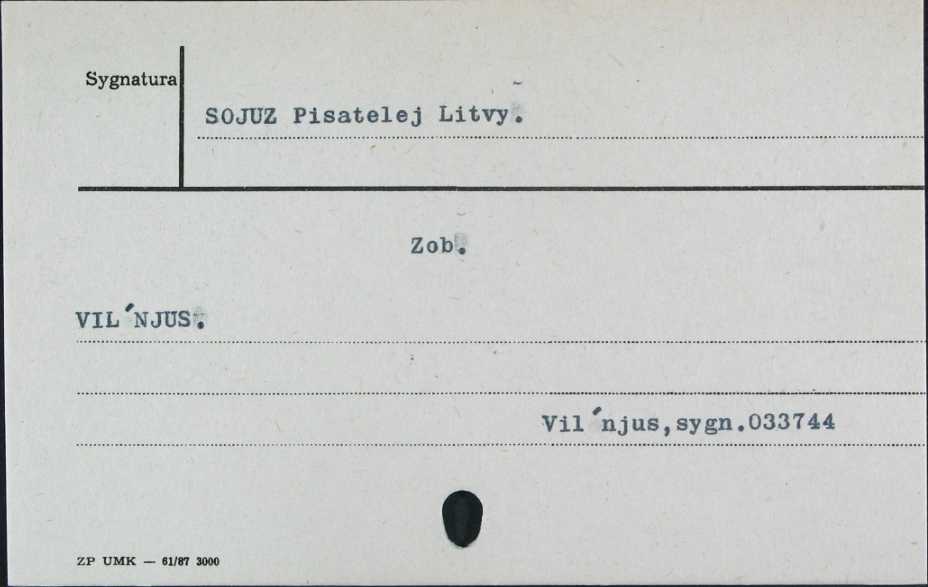 Sygnatura
SOJUZ Pisatelej Litvy.
Zob.
VIL´NJUS.
Vil´njus,sygn.033744
ZP UMK — 61/87 3000